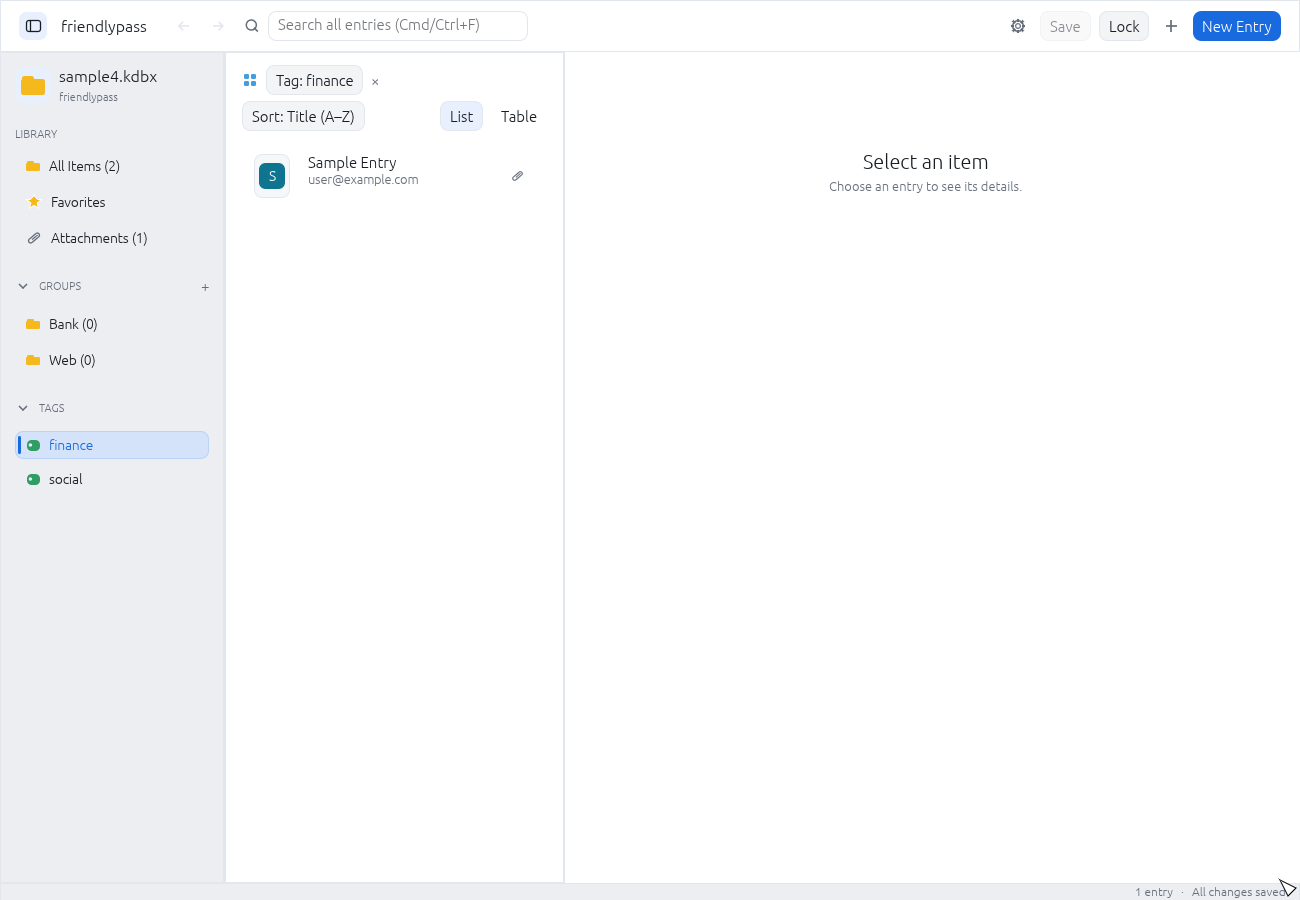 friendlypass
Search all entries (Cmd/Ctrl+F)
Save
Lock
+
New Entry
sample4.kdbx
friendlypass
LIBRARY
All Items (2)
Favorites
Attachments (1)
GROUPS
+
Bank (0)
Web (0)
TAGS
finance
social
Tag: finance
×
Sort: Title (A–Z)
List
Table
S
Sample Entry
user@example.com
Select an item
Choose an entry to see its details.
1 entry · All changes saved